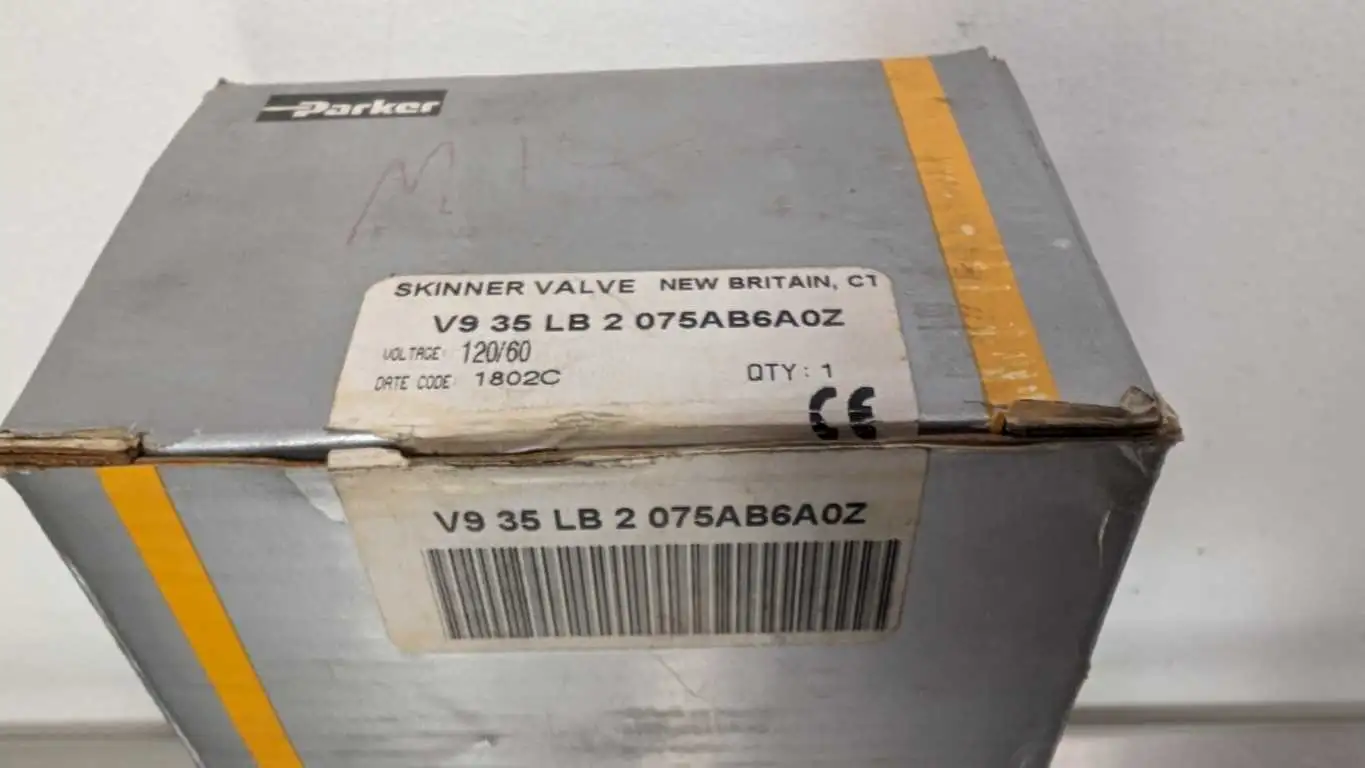 Parker
SKINNER VALVE NEW BRITAIN, CT
V9 35 LB 2 075AB6A0Z
VOLTAGE: 120/60
DATE CODE: 1802C QTY: 1
CE
V9 35 LB 2 075AB6A0Z